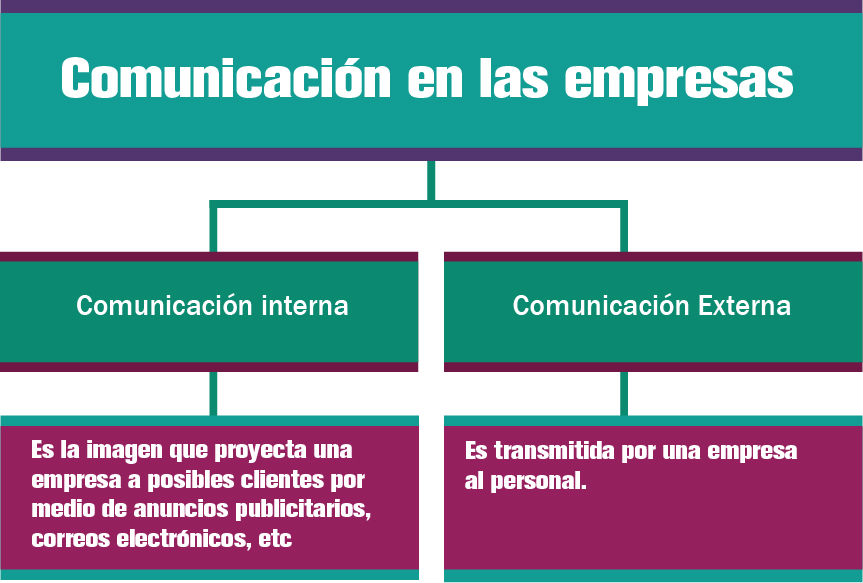 Comunicación en las empresas
Comunicación interna
Comunicación Externa
Es la imagen que proyecta una
empresa a posibles clientes por
medio de anuncios publicitarios,
correos electrónicos, etc
Es transmitida por una empresa
al personal.